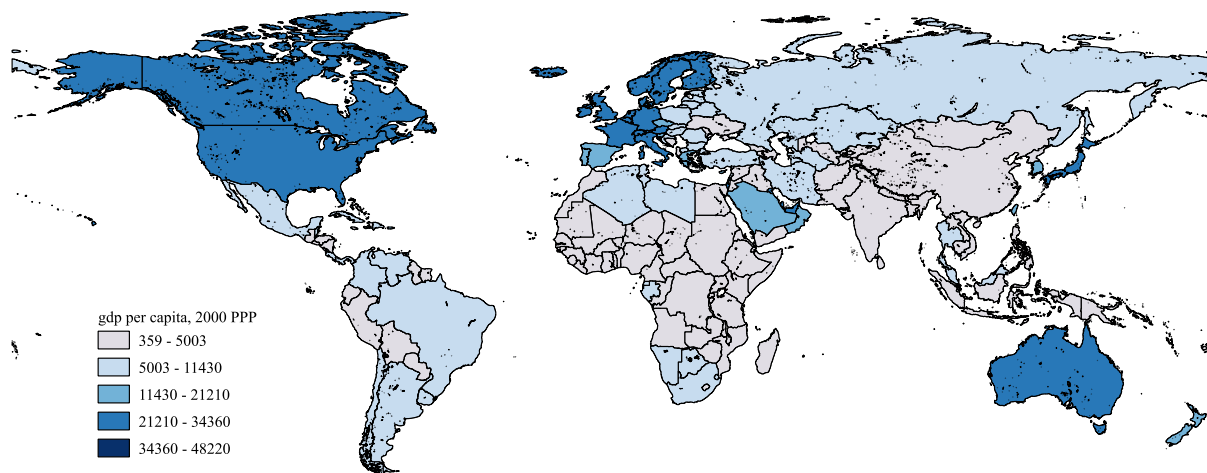 gdp per capita, 2000 PPP
359 - 5003
5003 - 11430
11430 - 21210
21210 - 34360
34360 - 48220